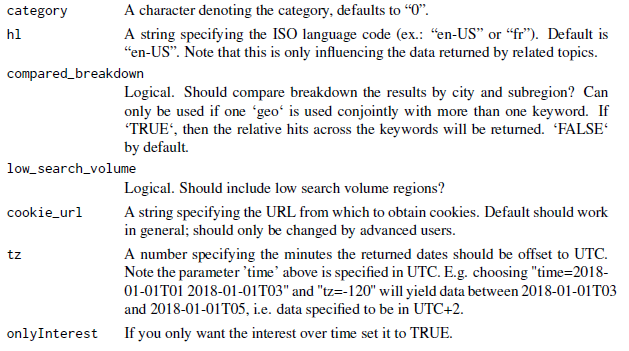 category A character denoting the category, defaults to “0”.
hl A string specifying the ISO language code (ex.: “en-US” or “fr”). Default is
“en-US”. Note that this is only influencing the data returned by related topics.
compared_breakdown
Logical. Should compare breakdown the results by city and subregion? Can
only be used if one ‘geo‘ is used conjointly with more than one keyword. If
‘TRUE‘, then the relative hits across the keywords will be returned. ‘FALSE‘
by default.
low_search_volume
Logical. Should include low search volume regions?
cookie_url A string specifying the URL from which to obtain cookies. Default should work
in general; should only be changed by advanced users.
tz A number specifying the minutes the returned dates should be offset to UTC.
Note the parameter ’time’ above is specified in UTC. E.g. choosing "time=2018-
01-01T01 2018-01-01T03" and "tz=-120" will yield data between 2018-01-01T03
and 2018-01-01T05, i.e. data specified to be in UTC+2.
onlyInterest If you only want the interest over time set it to TRUE.